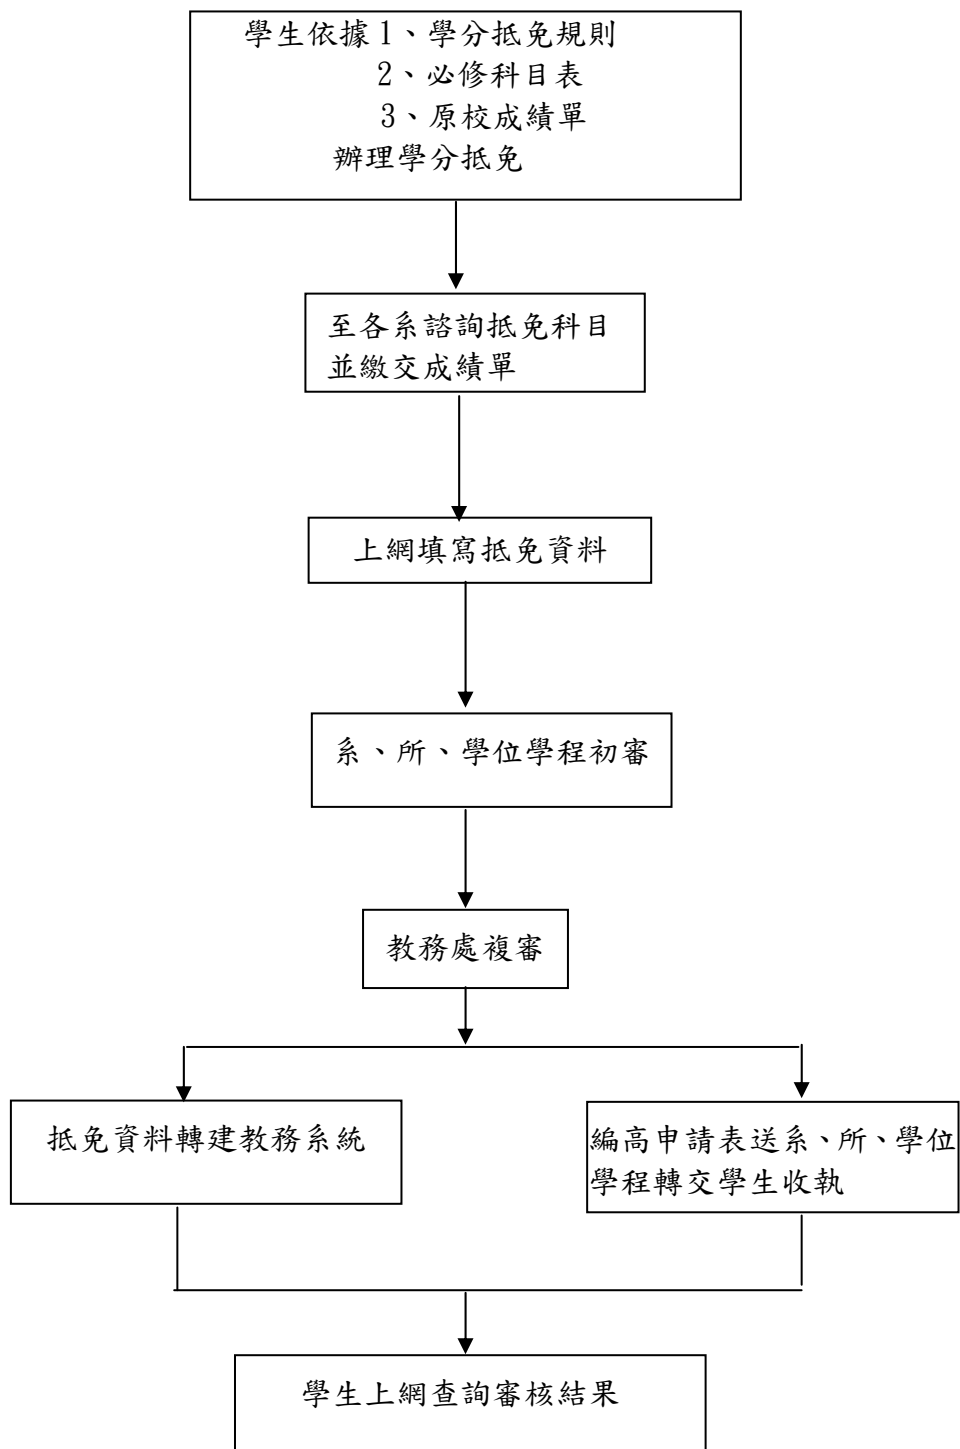 學生依據1、學分抵免規則
2、必修科目表
3、原校成績單
辦理學分抵免
至各系諮詢抵免科目
並繳交成績單
上網填寫抵免資料
系、所、學位學程初審
教務處複審
抵免資料轉建教務系統
編高申請表送系、所、學位
學程轉交學生收執
學生上網查詢審核結果